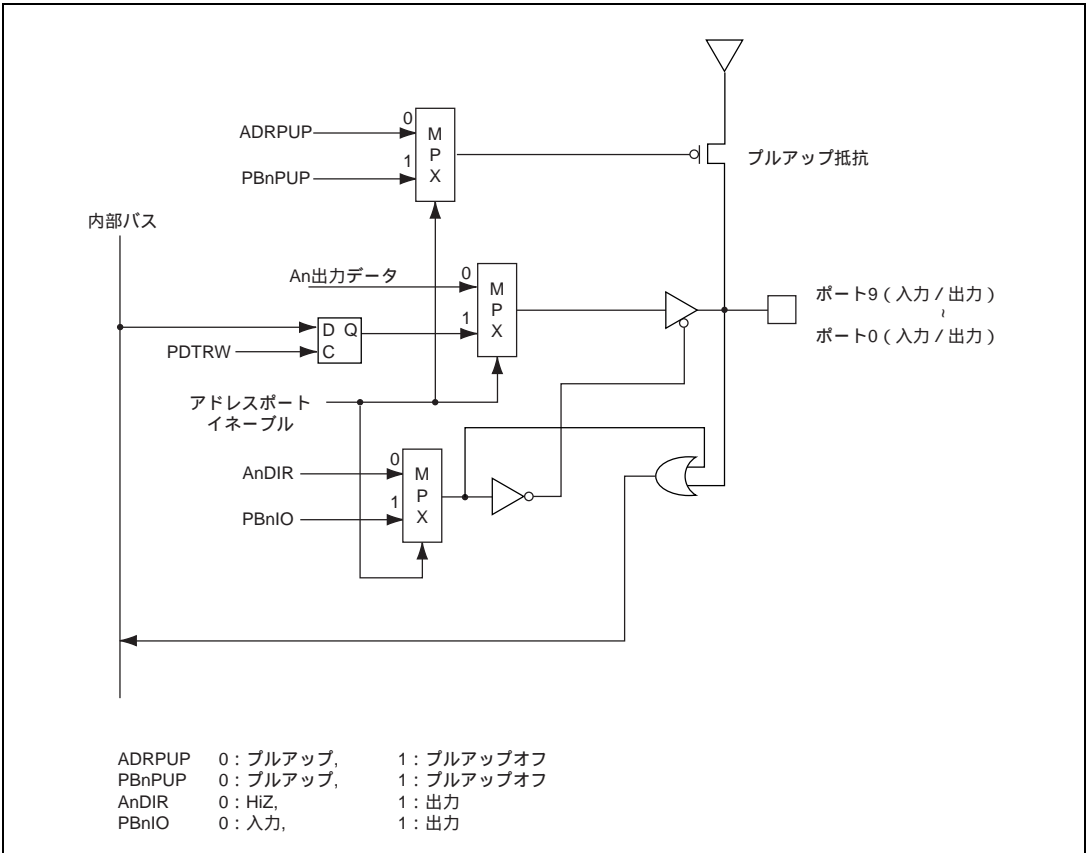 ADRPUP
0
PBnPUP
1
MPX
プルアップ抵抗
内部バス
An出力データ
0
1
MPX
D Q
C
PDTRW
ポート9（入力／出力）
～
ポート0（入力／出力）
アドレスポート
イネーブル
AnDIR
0
PBnIO
1
MPX
ADRPUP 0：プルアップ, 1：プルアップオフ
PBnPUP 0：プルアップ, 1：プルアップオフ
AnDIR 0：HiZ, 1：出力
PBnIO 0：入力, 1：出力